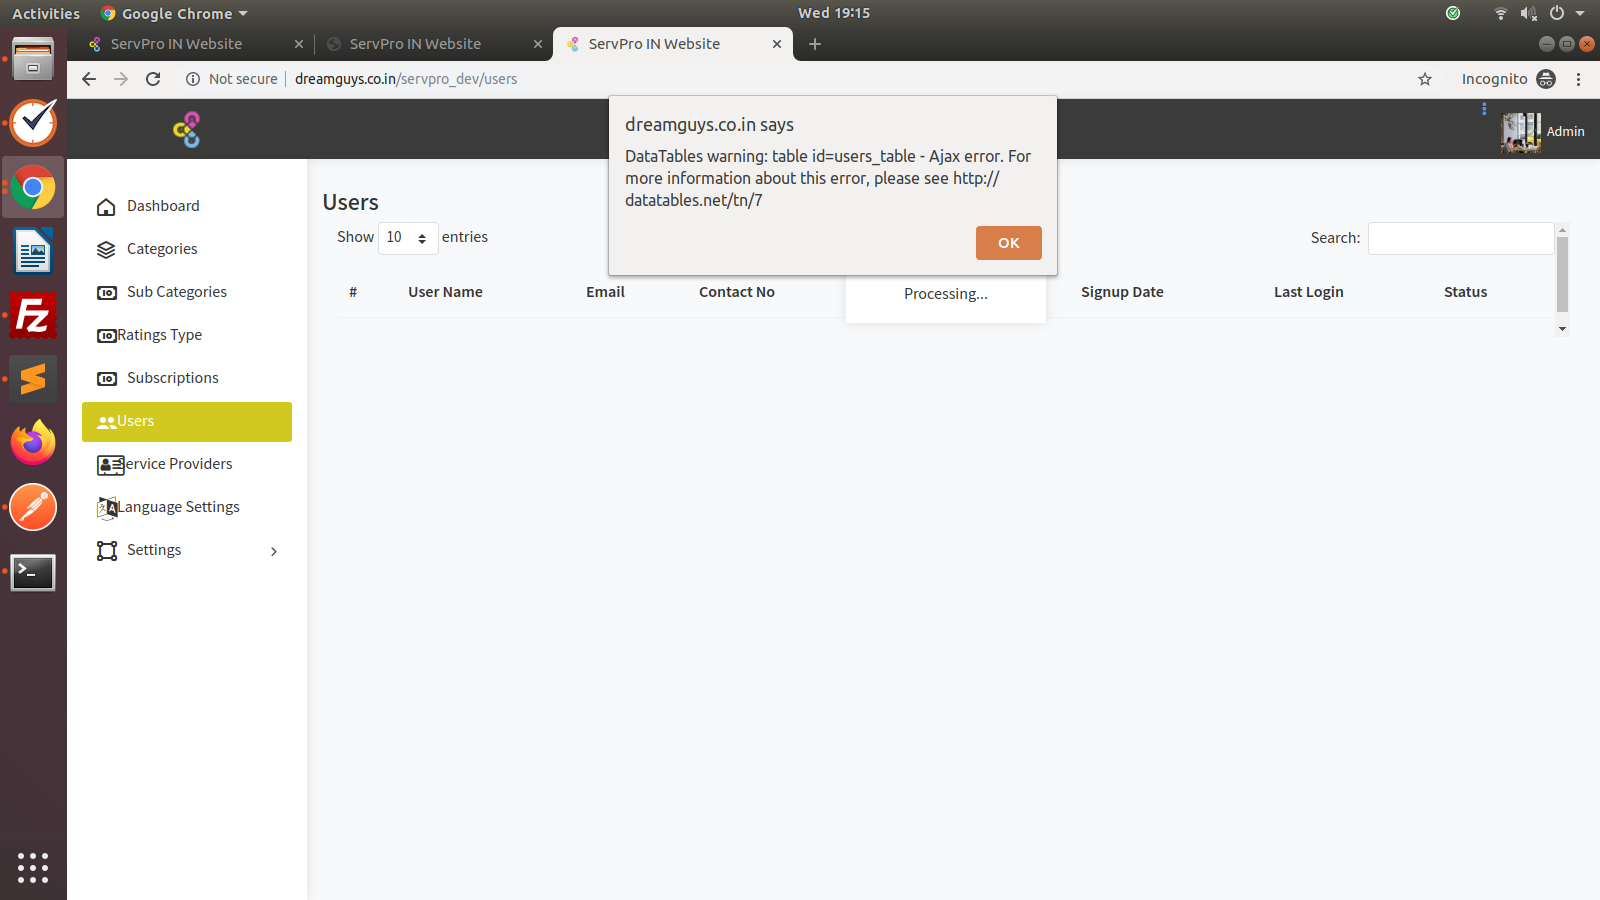 Activities
Google Chrome
Wed 19:15
ServPro IN Website
ServPro IN Website
ServPro IN Website
Not secure
dreamguys.co.in/servpro_dev/users
Incognito
Admin
dreamguys.co.in says
DataTables warning: table id=users_table - Ajax error. For
more information about this error, please see http://
datatables.net/tn/7
OK
Dashboard
Categories
Sub Categories
Ratings Type
Subscriptions
Users
Service Providers
Language Settings
Settings
Users
Show 10 entries
Search:
# User Name Email Contact No Signup Date Last Login Status
Processing...